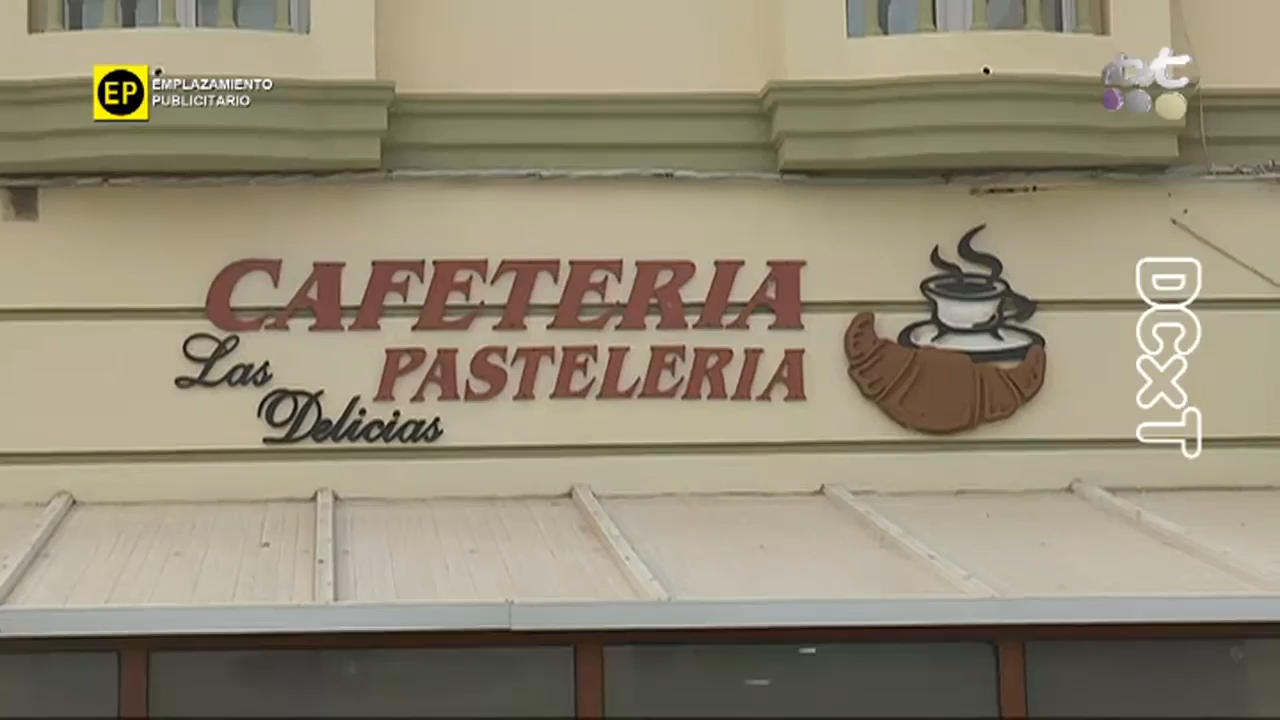 EP
EMPLAZAMIENTO
PUBLICITARIO
CAFETERIA
PASTELERIA
Las
Delicias
DCxT